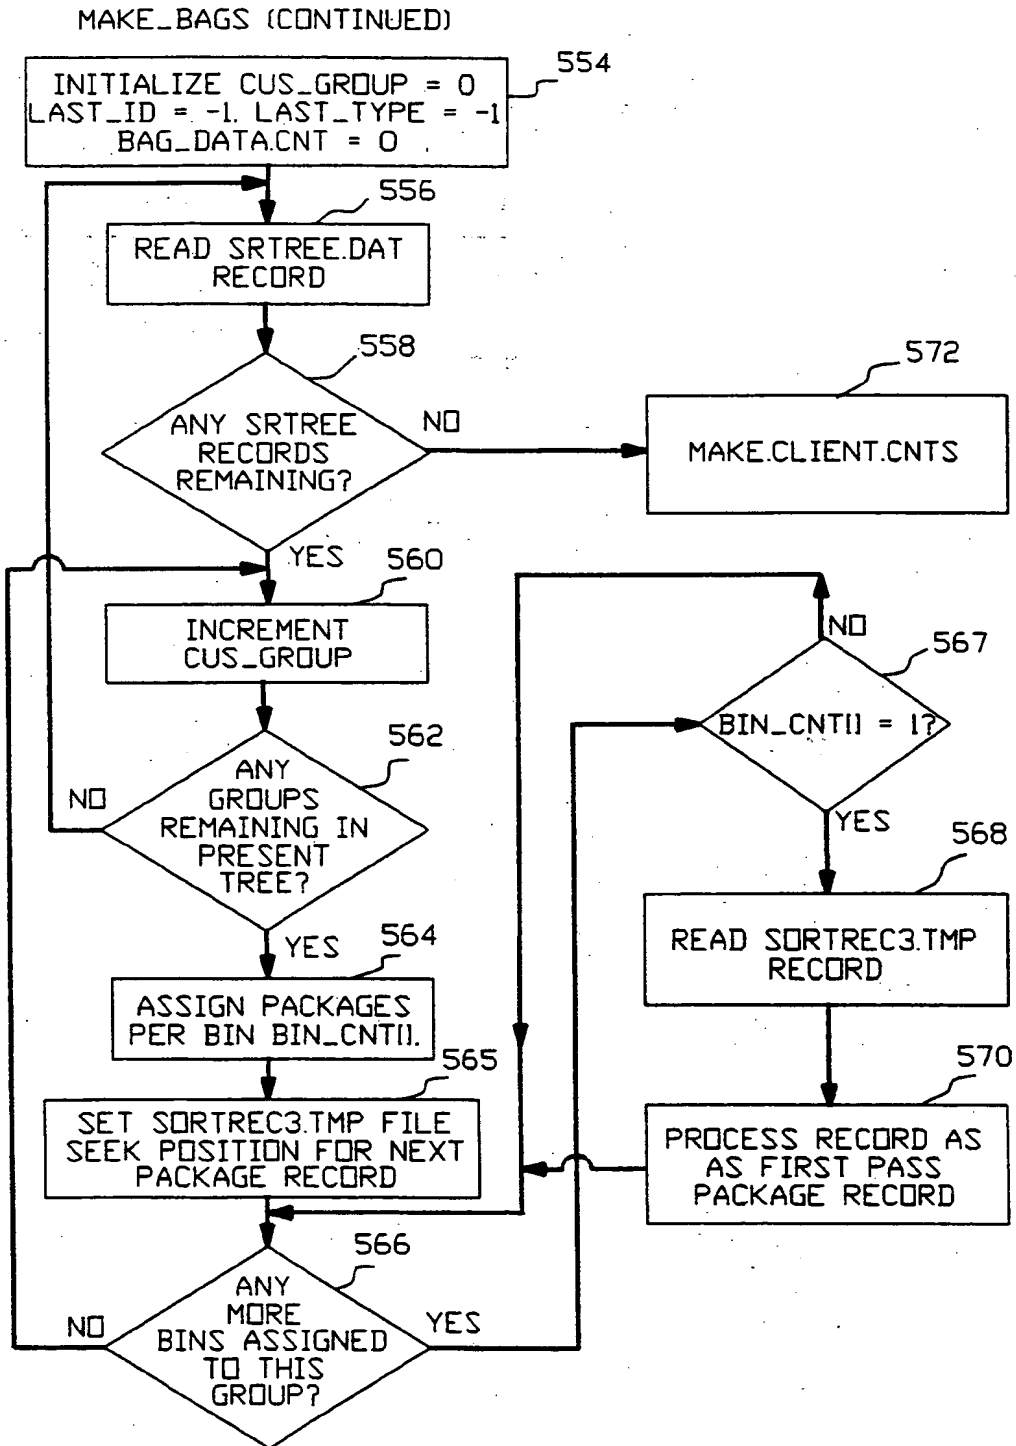 MAKE_BAGS (CONTINUED)
554
INITIALIZE CUS_GROUP = 0
LAST_ID = -1. LAST_TYPE = -1
BAG_DATA.CNT = 0
556
READ SRTREE.DAT
RECORD
558
ANY SRTREE
RECORDS
REMAINING?
NO
572
MAKE.CLIENT.CNTS
YES
560
INCREMENT
CUS_GROUP
562
ANY
GROUPS
REMAINING IN
PRESENT
TREE?
NO
YES
564
ASSIGN PACKAGES
PER BIN BIN_CNT[].
565
SET SORTREC3.TMP FILE
SEEK POSITION FOR NEXT
PACKAGE RECORD
566
ANY
MORE
BINS ASSIGNED
TO THIS
GROUP?
NO
YES
NO
567
BIN_CNT[] = 1?
YES
568
READ SORTREC3.TMP
RECORD
570
PROCESS RECORD AS
AS FIRST PASS
PACKAGE RECORD